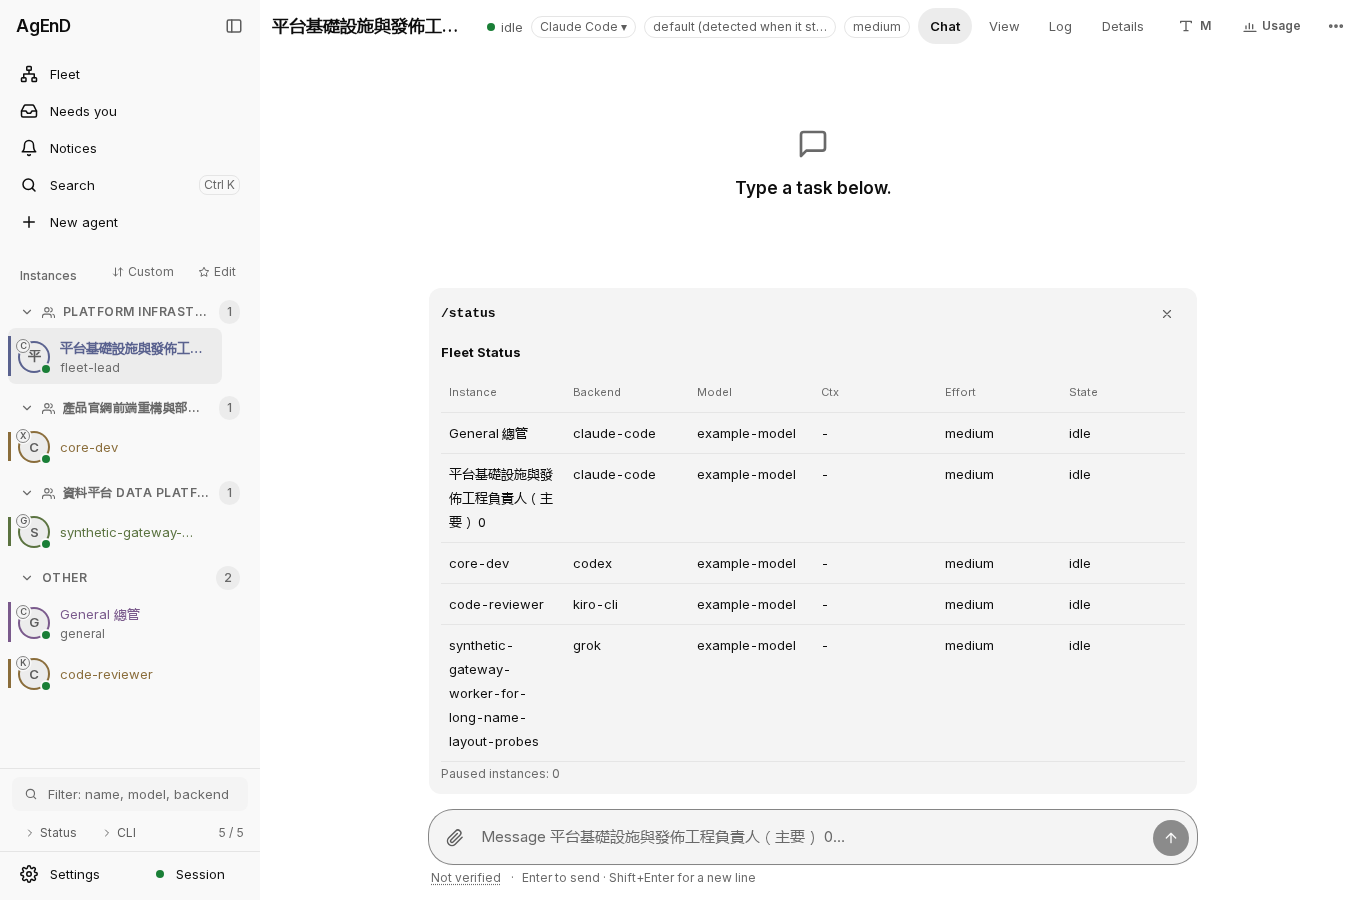 AgEnD
Fleet
Needs you
Notices
Search Ctrl K
New agent
Instances Custom Edit
PLATFORM INFRAST... 1
C 平 平台基礎設施與發佈工...
fleet-lead
產品官網前端重構與部... 1
X C core-dev
資料平台 DATA PLATF... 1
G S synthetic-gateway-...
OTHER 2
C G General 總管
general
K C code-reviewer
Filter: name, model, backend
Status CLI 5 / 5
Settings Session
平台基礎設施與發佈工... idle Claude Code ▾ default (detected when it st... medium Chat View Log Details M Usage
Type a task below.
/status
Fleet Status
Instance Backend Model Ctx Effort State
General 總管 claude-code example-model - medium idle
平台基礎設施與發 claude-code example-model - medium idle
佈工程負責人（主
要）0
core-dev codex example-model - medium idle
code-reviewer kiro-cli example-model - medium idle
synthetic- grok example-model - medium idle
gateway-
worker-for-
long-name-
layout-probes
Paused instances: 0
Message 平台基礎設施與發佈工程負責人（主要）0...
Not verified · Enter to send · Shift+Enter for a new line